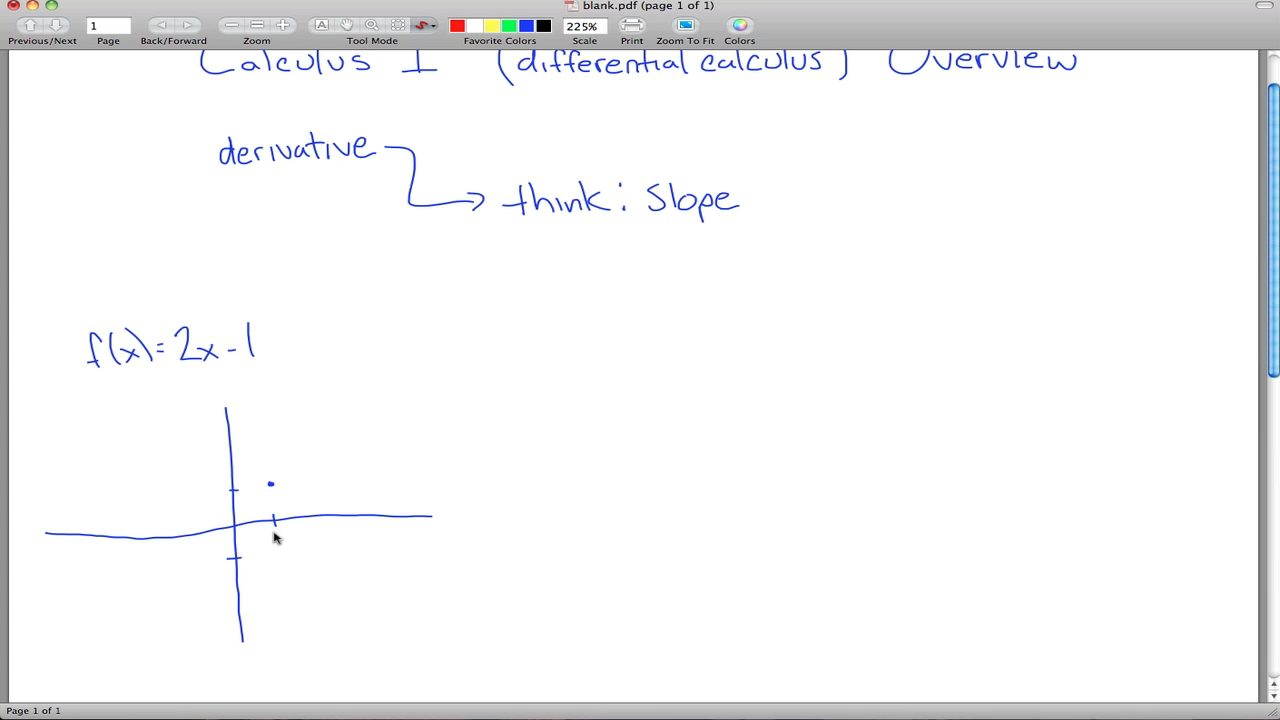 blank.pdf (page 1 of 1)
1
225%
Previous/Next Page Back/Forward Zoom Tool Mode Favorite Colors Scale Print Zoom To Fit Colors
Calculus I (differential calculus) Overview
derivative
think: Slope
f(x)=2x-1
Page 1 of 1